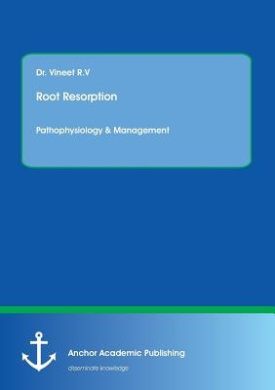 Dr. Vineet R.V
Root Resorption
Pathophysiology & Management
Anchor Academic Publishing
disseminate knowledge